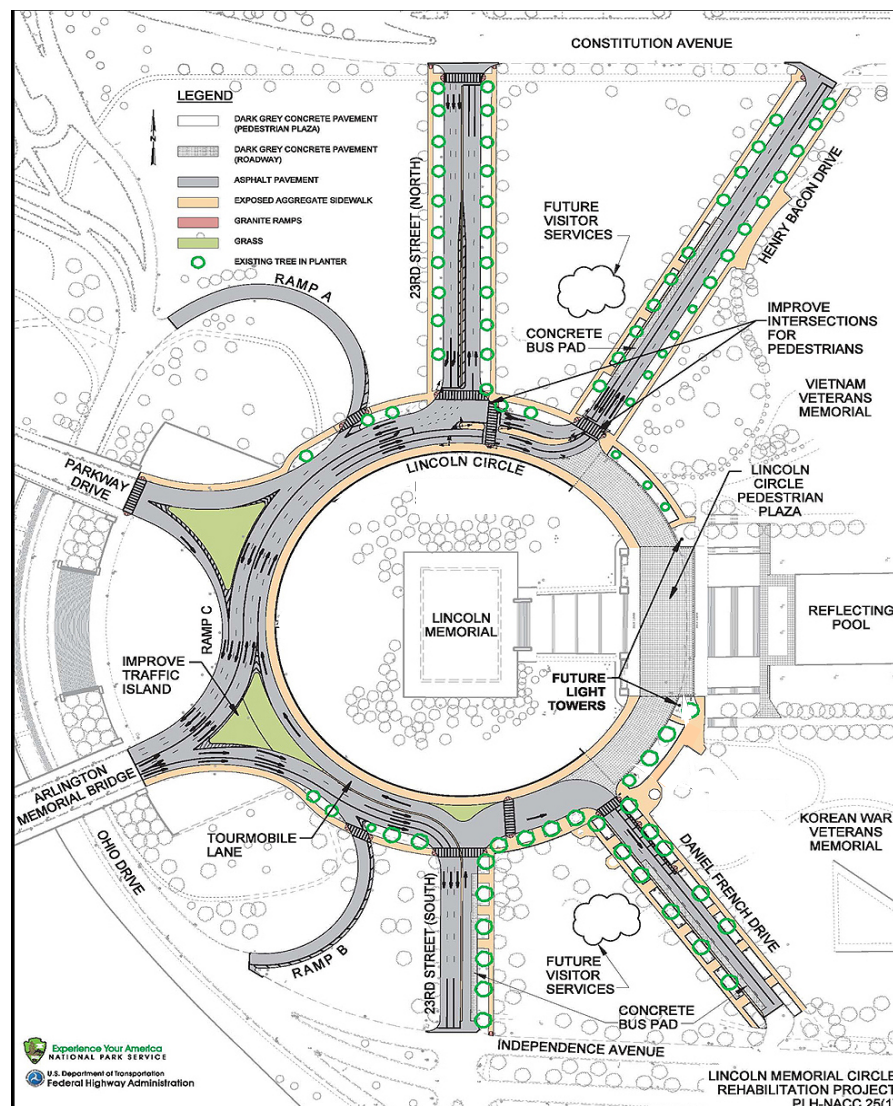 CONSTITUTION AVENUE
LEGEND
DARK GREY CONCRETE PAVEMENT
(PEDESTRIAN PLAZA)
DARK GREY CONCRETE PAVEMENT
(ROADWAY)
ASPHALT PAVEMENT
EXPOSED AGGREGATE SIDEWALK
GRANITE RAMPS
GRASS
EXISTING TREE IN PLANTER
N
23RD STREET (NORTH)
HENRY BACON DRIVE
FUTURE
VISITOR
SERVICES
RAMP A
CONCRETE
BUS PAD
IMPROVE
INTERSECTIONS
FOR
PEDESTRIANS
VIETNAM
VETERANS
MEMORIAL
PARKWAY
DRIVE
LINCOLN CIRCLE
LINCOLN
CIRCLE
PEDESTRIAN
PLAZA
RAMP C
LINCOLN
MEMORIAL
REFLECTING
POOL
IMPROVE
TRAFFIC
ISLAND
FUTURE
LIGHT
TOWERS
ARLINGTON
MEMORIAL BRIDGE
TOURMOBILE
LANE
OHIO DRIVE
KOREAN WAR
VETERANS
MEMORIAL
DANIEL FRENCH DRIVE
RAMP B
23RD STREET (SOUTH)
FUTURE
VISITOR
SERVICES
CONCRETE
BUS PAD
INDEPENDENCE AVENUE
Experience Your America
NATIONAL PARK SERVICE
U.S. Department of Transportation
Federal Highway Administration
LINCOLN MEMORIAL CIRCLE
REHABILITATION PROJECT
PLH-NACC 25(1